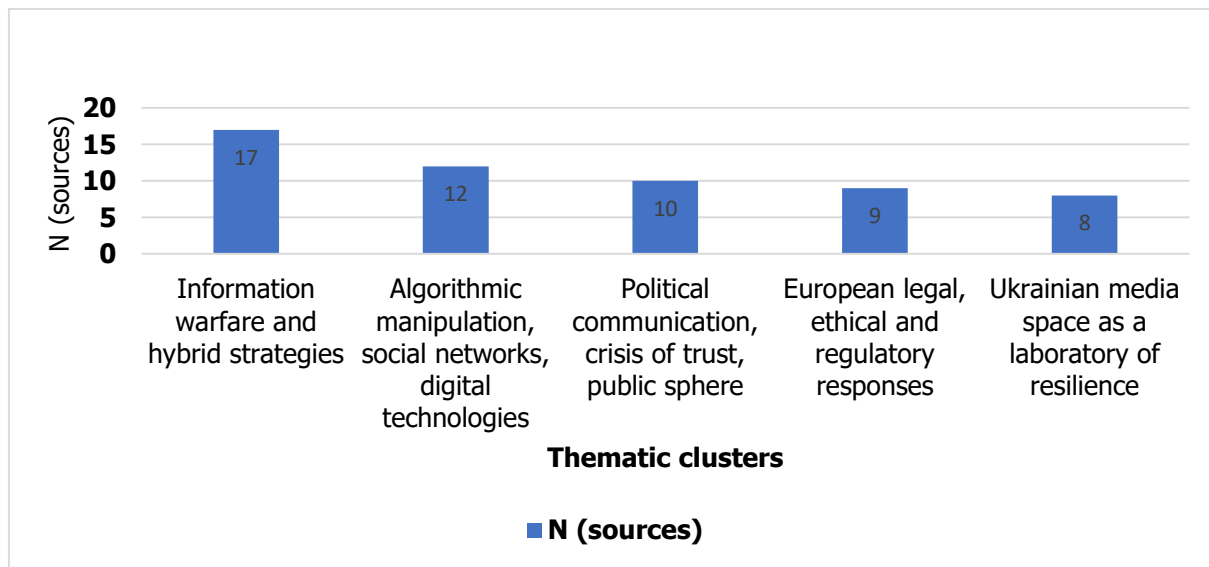 N (sources)
20
15
10
5
0
17
12
10
9
8
Information
warfare and
hybrid strategies
Algorithmic
manipulation,
social networks,
digital
technologies
Political
communication,
crisis of trust,
public sphere
European legal,
ethical and
regulatory
responses
Ukrainian media
space as a
laboratory of
resilience
Thematic clusters
N (sources)